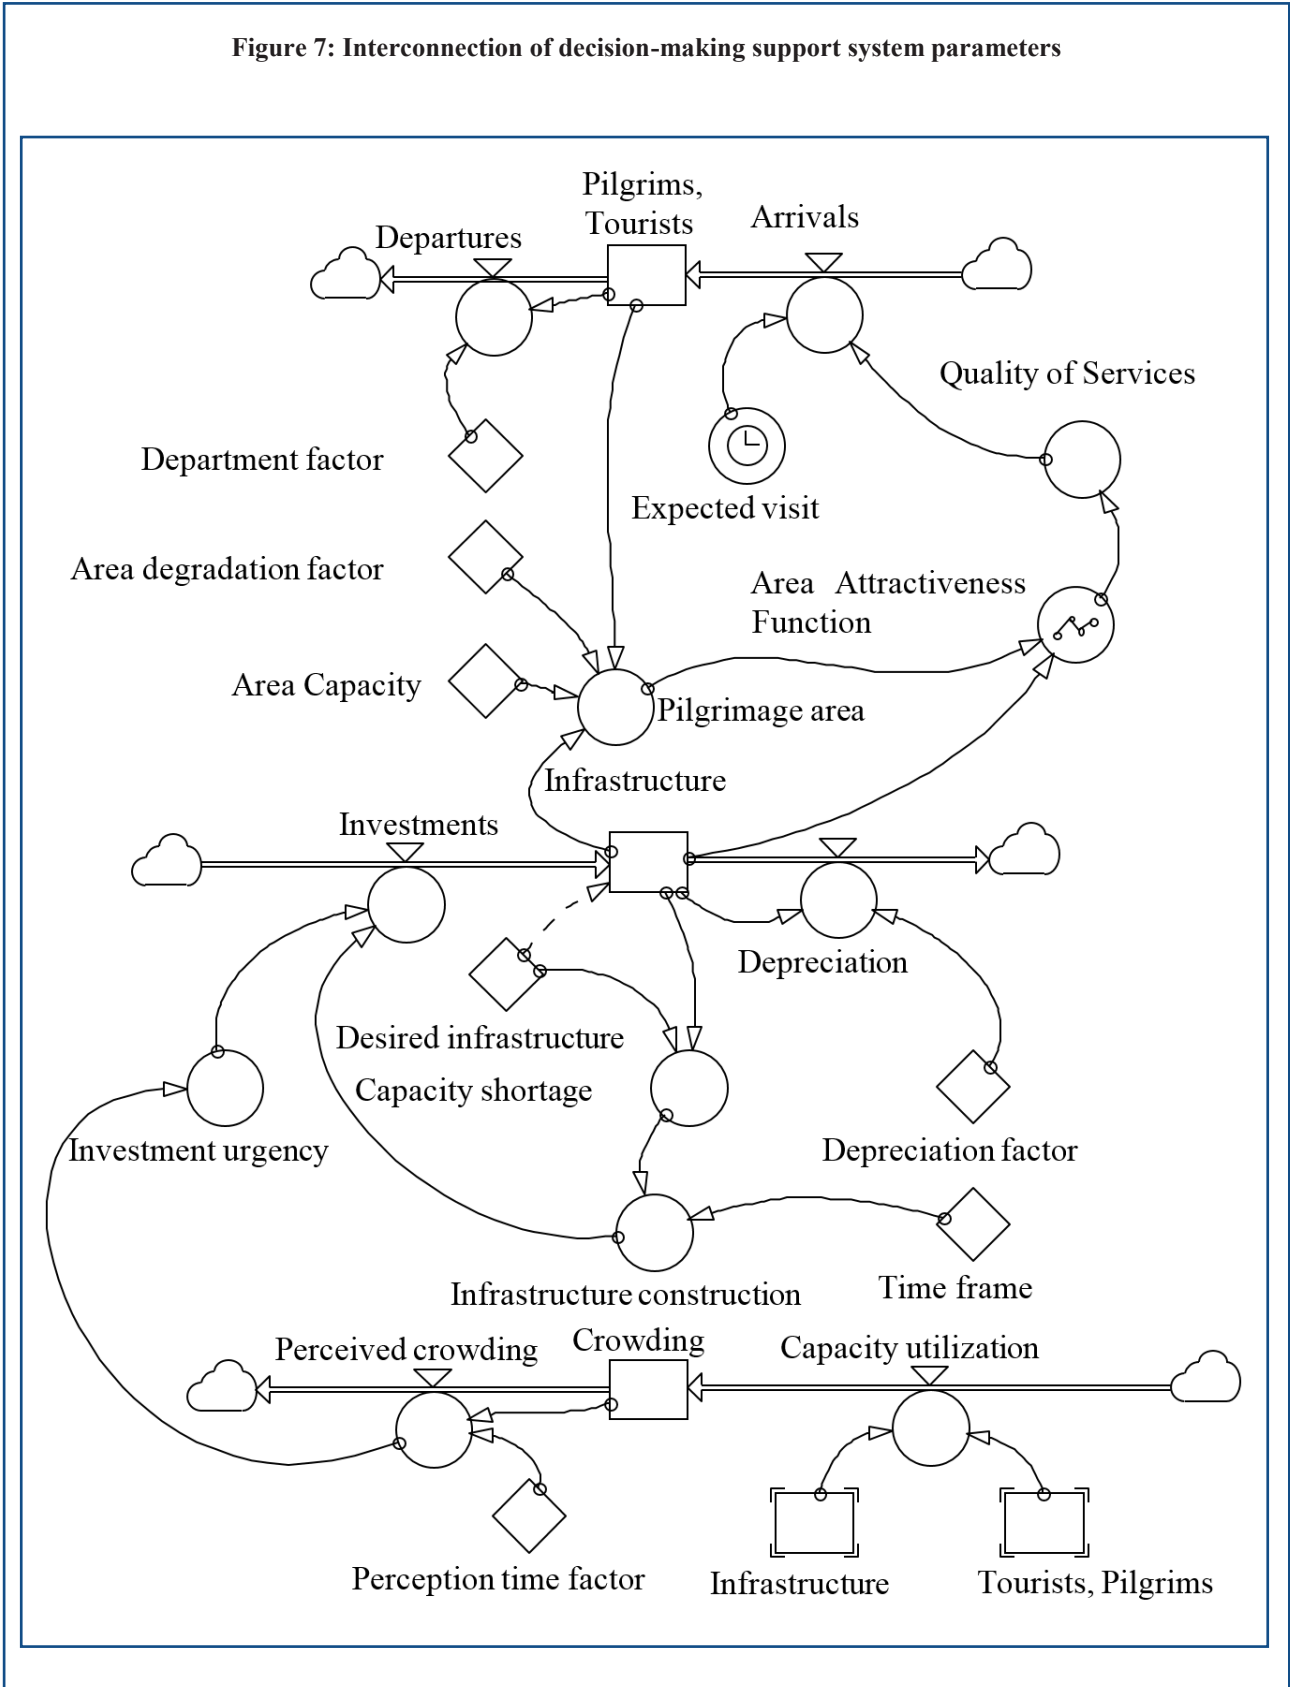 Figure 7: Interconnection of decision-making support system parameters
Pilgrims,
Tourists
Arrivals
Departures
Quality of Services
Department factor
Expected visit
Area degradation factor
Area Attractiveness
Function
Area Capacity
Pilgrimage area
Infrastructure
Investments
Depreciation
Desired infrastructure
Capacity shortage
Investment urgency
Depreciation factor
Infrastructure construction
Time frame
Perceived crowding
Crowding
Capacity utilization
Perception time factor
Infrastructure
Tourists, Pilgrims